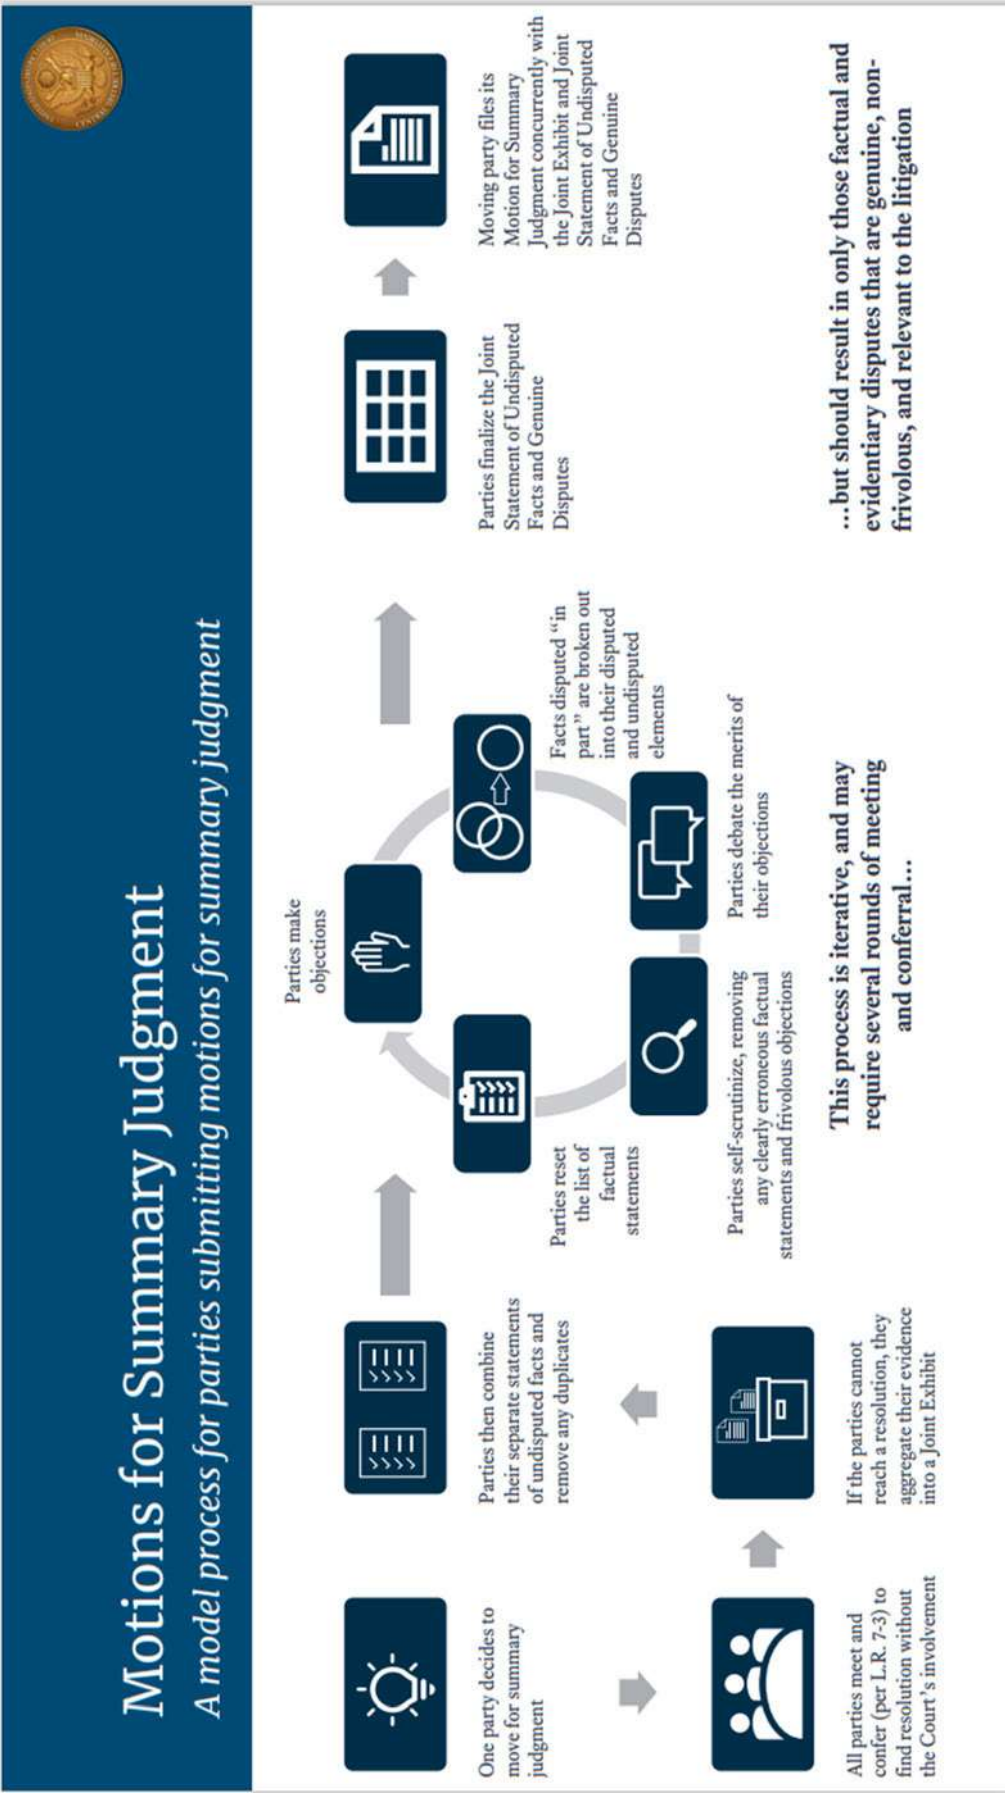 Motions for Summary Judgment
A model process for parties submitting motions for summary judgment
One party decides to
move for summary
judgment
All parties meet and
confer (per L.R. 7-3) to
find resolution without
the Court's involvement
If the parties cannot
reach a resolution, they
aggregate their evidence
into a Joint Exhibit
Parties then combine
their separate statements
of undisputed facts and
remove any duplicates
Parties make
objections
Facts disputed “in
part” are broken out
into their disputed
and undisputed
elements
Parties debate the merits of
their objections
Parties self-scrutinize, removing
any clearly erroneous factual
statements and frivolous objections
Parties reset
the list of
factual
statements
Parties finalize the Joint
Statement of Undisputed
Facts and Genuine
Disputes
Moving party files its
Motion for Summary
Judgment concurrently with
the Joint Exhibit and Joint
Statement of Undisputed
Facts and Genuine
Disputes
This process is iterative, and may
require several rounds of meeting
and conferral…
…but should result in only those factual and
evidentiary disputes that are genuine, non-
frivolous, and relevant to the litigation